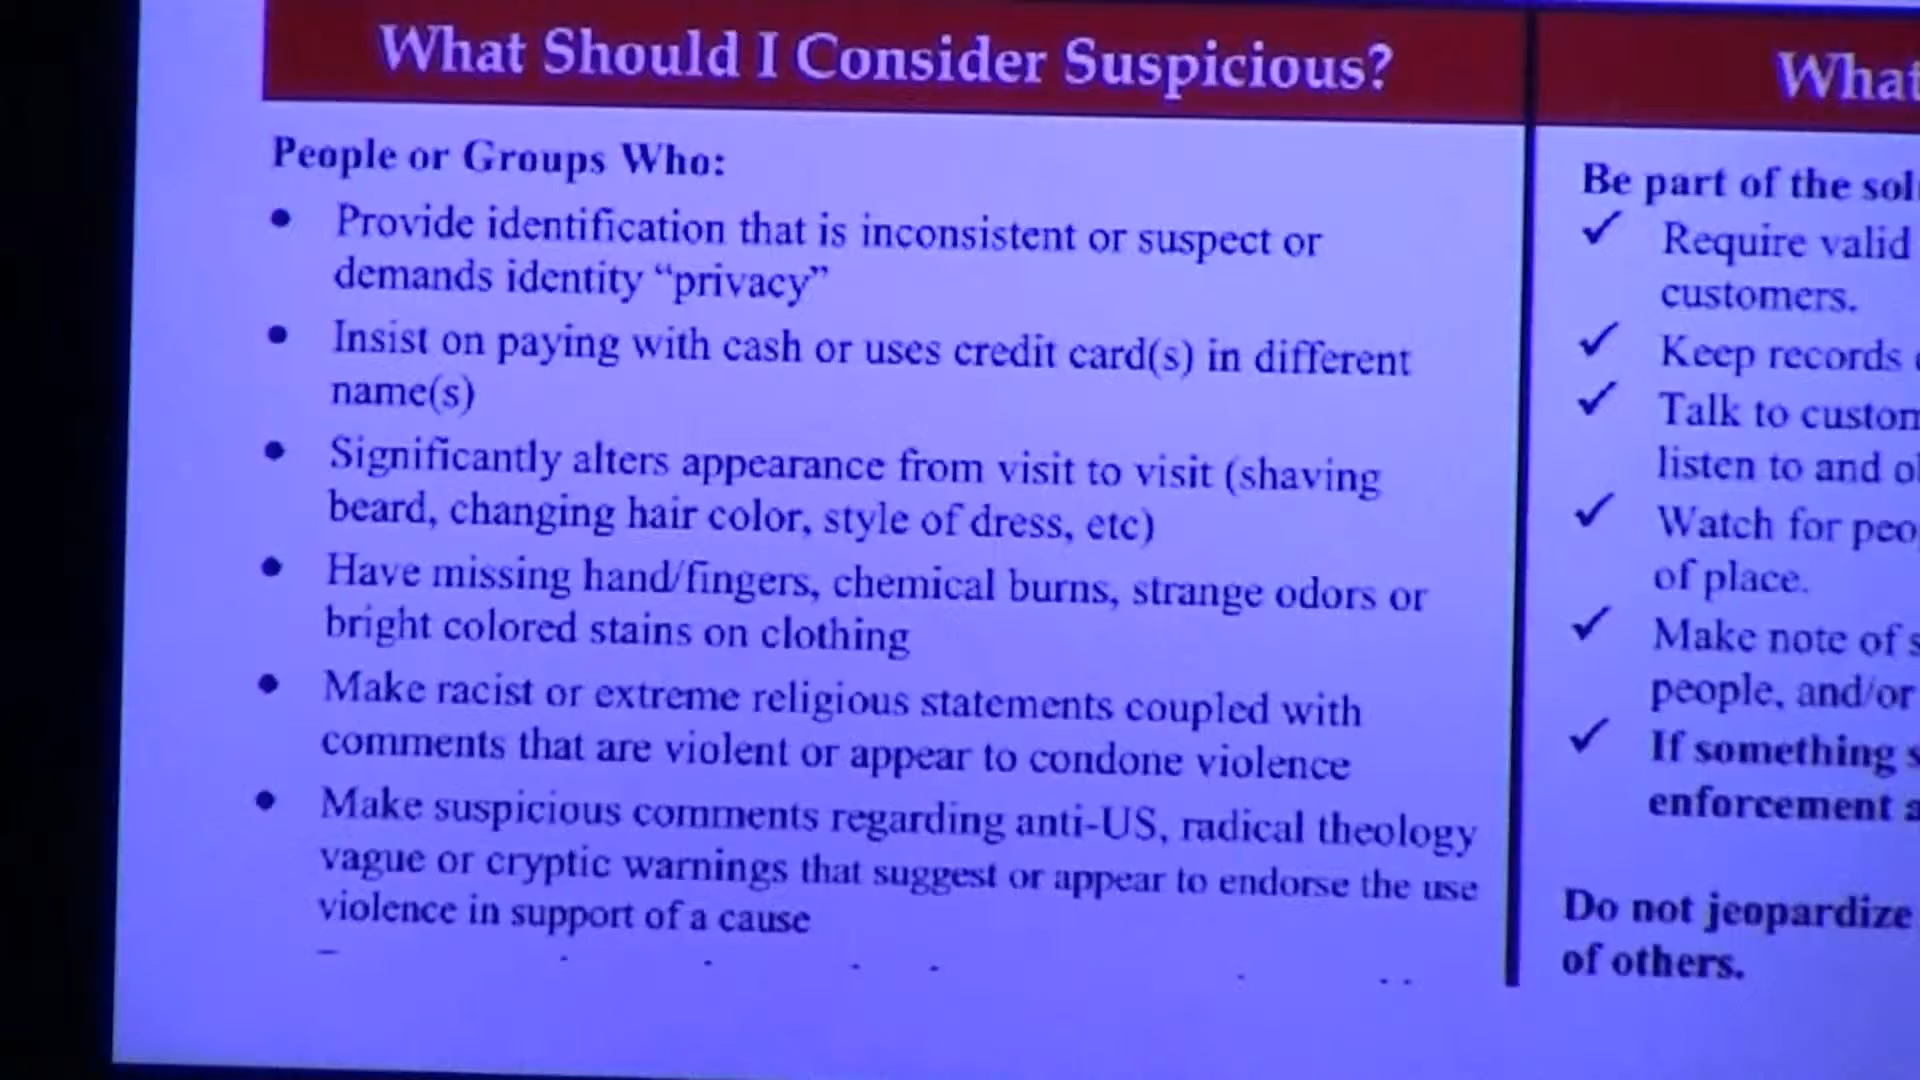 What Should I Consider Suspicious?
People or Groups Who:
• Provide identification that is inconsistent or suspect or
demands identity “privacy”
• Insist on paying with cash or uses credit card(s) in different
name(s)
• Significantly alters appearance from visit to visit (shaving
beard, changing hair color, style of dress, etc)
• Have missing hand/fingers, chemical burns, strange odors or
bright colored stains on clothing
• Make racist or extreme religious statements coupled with
comments that are violent or appear to condone violence
• Make suspicious comments regarding anti-US, radical theology
vague or cryptic warnings that suggest or appear to endorse the use
violence in support of a cause
What
Be part of the
✓ Require valid
customers.
✓ Keep records
✓ Talk to
listen to and
✓ Watch for
of place.
✓ Make note of
people, and/or
✓ If something
enforcement
Do not jeopardize
of others.